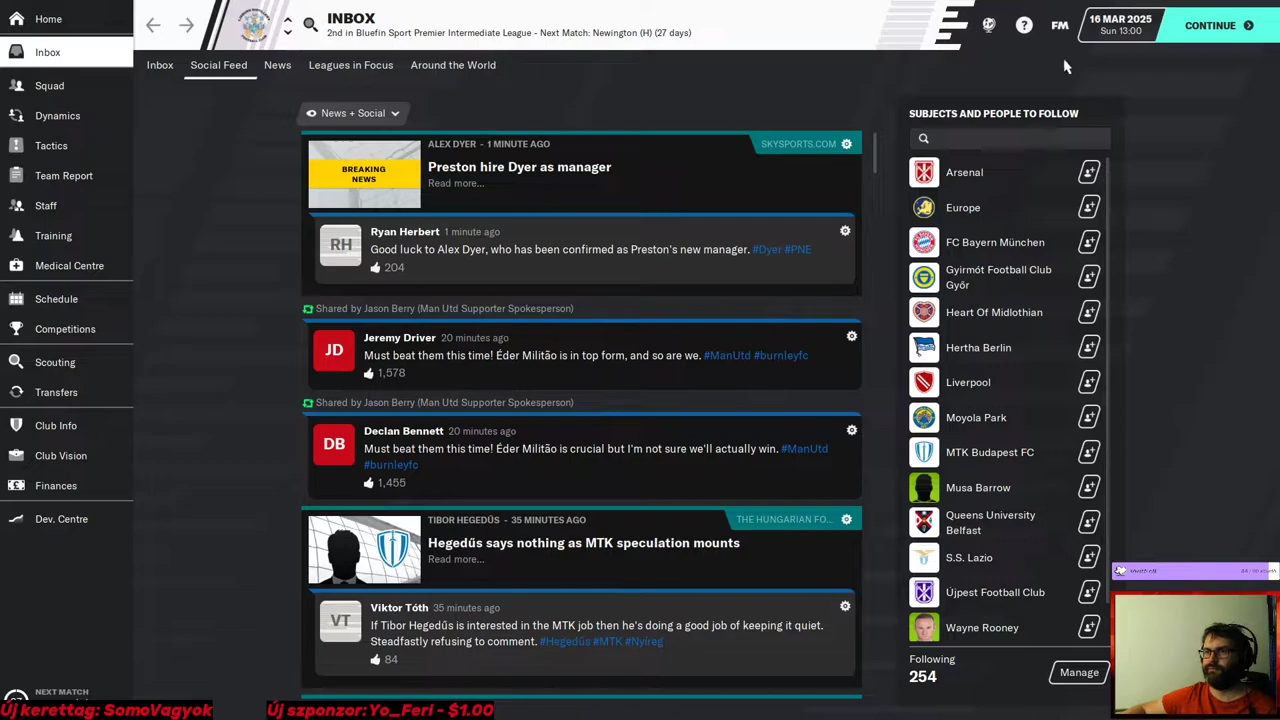 Home
INBOX
2nd in Bluefin Sport Premier Intermediate League - Next Match: Newington (H) (27 days)
FM
16 MAR 2025
Sun 13:00
CONTINUE
Inbox
Squad
Dynamics
Tactics
Team Report
Staff
Training
Medical Centre
Schedule
Competitions
Scouting
Transfers
Club Info
Club Vision
Finances
Dev. Centre
NEXT MATCH
Inbox
Social Feed
News
Leagues in Focus
Around the World
News + Social
BREAKING
NEWS
ALEX DYER - 1 MINUTE AGO
SKYSPORTS.COM
Preston hire Dyer as manager
Read more...
RH
Ryan Herbert 1 minute ago
Good luck to Alex Dyer, who has been confirmed as Preston's new manager. #Dyer #PNE
204
Shared by Jason Berry (Man Utd Supporter Spokesperson)
JD
Jeremy Driver 20 minutes ago
Must beat them this time! Éder Militão is in top form, and so are we. #ManUtd #burnleyfc
1,578
Shared by Jason Berry (Man Utd Supporter Spokesperson)
DB
Declan Bennett 20 minutes ago
Must beat them this time! Éder Militão is crucial but I'm not sure we'll actually win. #ManUtd
#burnleyfc
1,455
TIBOR HEGEDŰS - 35 MINUTES AGO
THE HUNGARIAN FO...
Hegedűs says nothing as MTK speculation mounts
Read more...
VT
Viktor Tóth 35 minutes ago
If Tibor Hegedűs is interested in the MTK job then he's doing a good job of keeping it quiet.
Steadfastly refusing to comment. #Hegedűs #MTK #Nyireg
84
SUBJECTS AND PEOPLE TO FOLLOW
Arsenal
Europe
FC Bayern München
Gyirmót Football Club
Győr
Heart Of Midlothian
Hertha Berlin
Liverpool
Moyola Park
MTK Budapest FC
Musa Barrow
Queens University
Belfast
S.S. Lazio
Újpest Football Club
Wayne Rooney
Following
254
Manage
Új kerettag: SomoVagyok
Új szponzor: Yo_Feri - $1.00